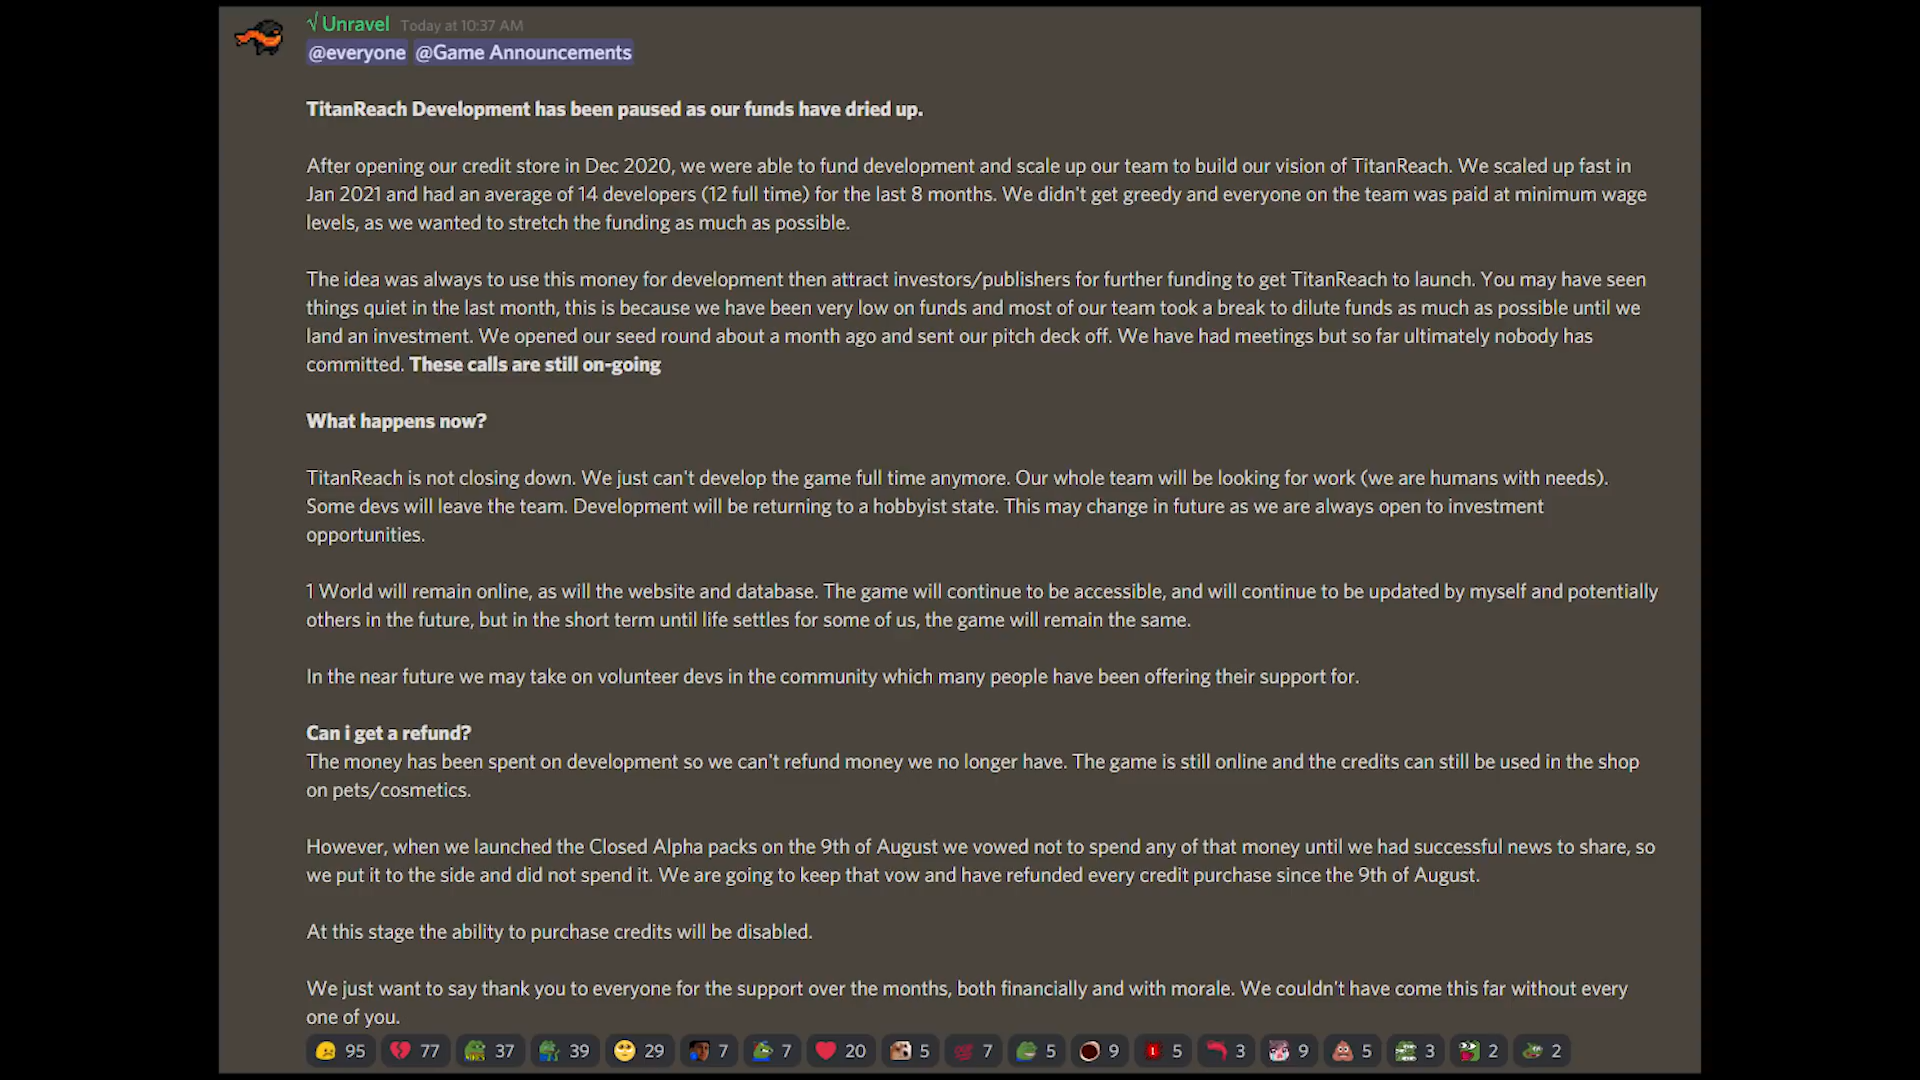 √ Unravel Today at 10:37 AM
@everyone @Game Announcements
TitanReach Development has been paused as our funds have dried up.
After opening our credit store in Dec 2020, we were able to fund development and scale up our team to build our vision of TitanReach. We scaled up fast in
Jan 2021 and had an average of 14 developers (12 full time) for the last 8 months. We didn't get greedy and everyone on the team was paid at minimum wage
levels, as we wanted to stretch the funding as much as possible.
The idea was always to use this money for development then attract investors/publishers for further funding to get TitanReach to launch. You may have seen
things quiet in the last month, this is because we have been very low on funds and most of our team took a break to dilute funds as much as possible until we
land an investment. We opened our seed round about a month ago and sent our pitch deck off. We have had meetings but so far ultimately nobody has
committed. These calls are still on-going
What happens now?
TitanReach is not closing down. We just can't develop the game full time anymore. Our whole team will be looking for work (we are humans with needs).
Some devs will leave the team. Development will be returning to a hobbyist state. This may change in future as we are always open to investment
opportunities.
1 World will remain online, as will the website and database. The game will continue to be accessible, and will continue to be updated by myself and potentially
others in the future, but in the short term until life settles for some of us, the game will remain the same.
In the near future we may take on volunteer devs in the community which many people have been offering their support for.
Can i get a refund?
The money has been spent on development so we can't refund money we no longer have. The game is still online and the credits can still be used in the shop
on pets/cosmetics.
However, when we launched the Closed Alpha packs on the 9th of August we vowed not to spend any of that money until we had successful news to share, so
we put it to the side and did not spend it. We are going to keep that vow and have refunded every credit purchase since the 9th of August.
At this stage the ability to purchase credits will be disabled.
We just want to say thank you to everyone for the support over the months, both financially and with morale. We couldn't have come this far without every
one of you.
95 77 37 39 29 7 7 20 5 7 5 9 1 5 3 9 5 3 2 2